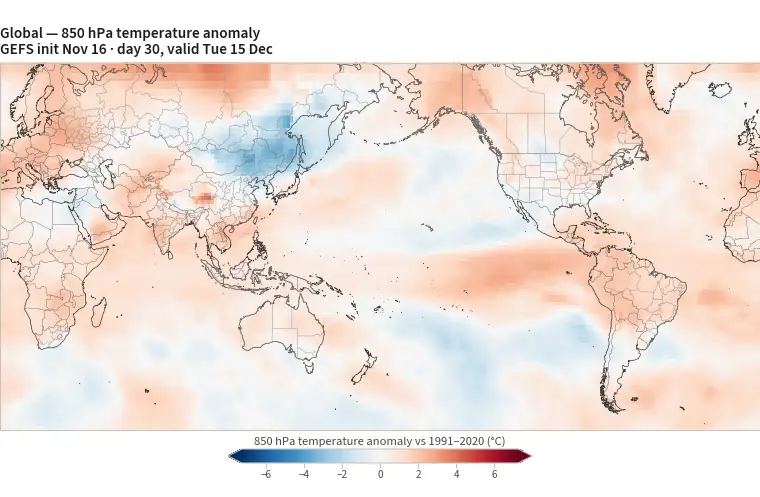 Global — 850 hPa temperature anomaly
GEFS init Nov 16 · day 30, valid Tue 15 Dec
850 hPa temperature anomaly vs 1991–2020 (°C)
−6 −4 −2 0 2 4 6